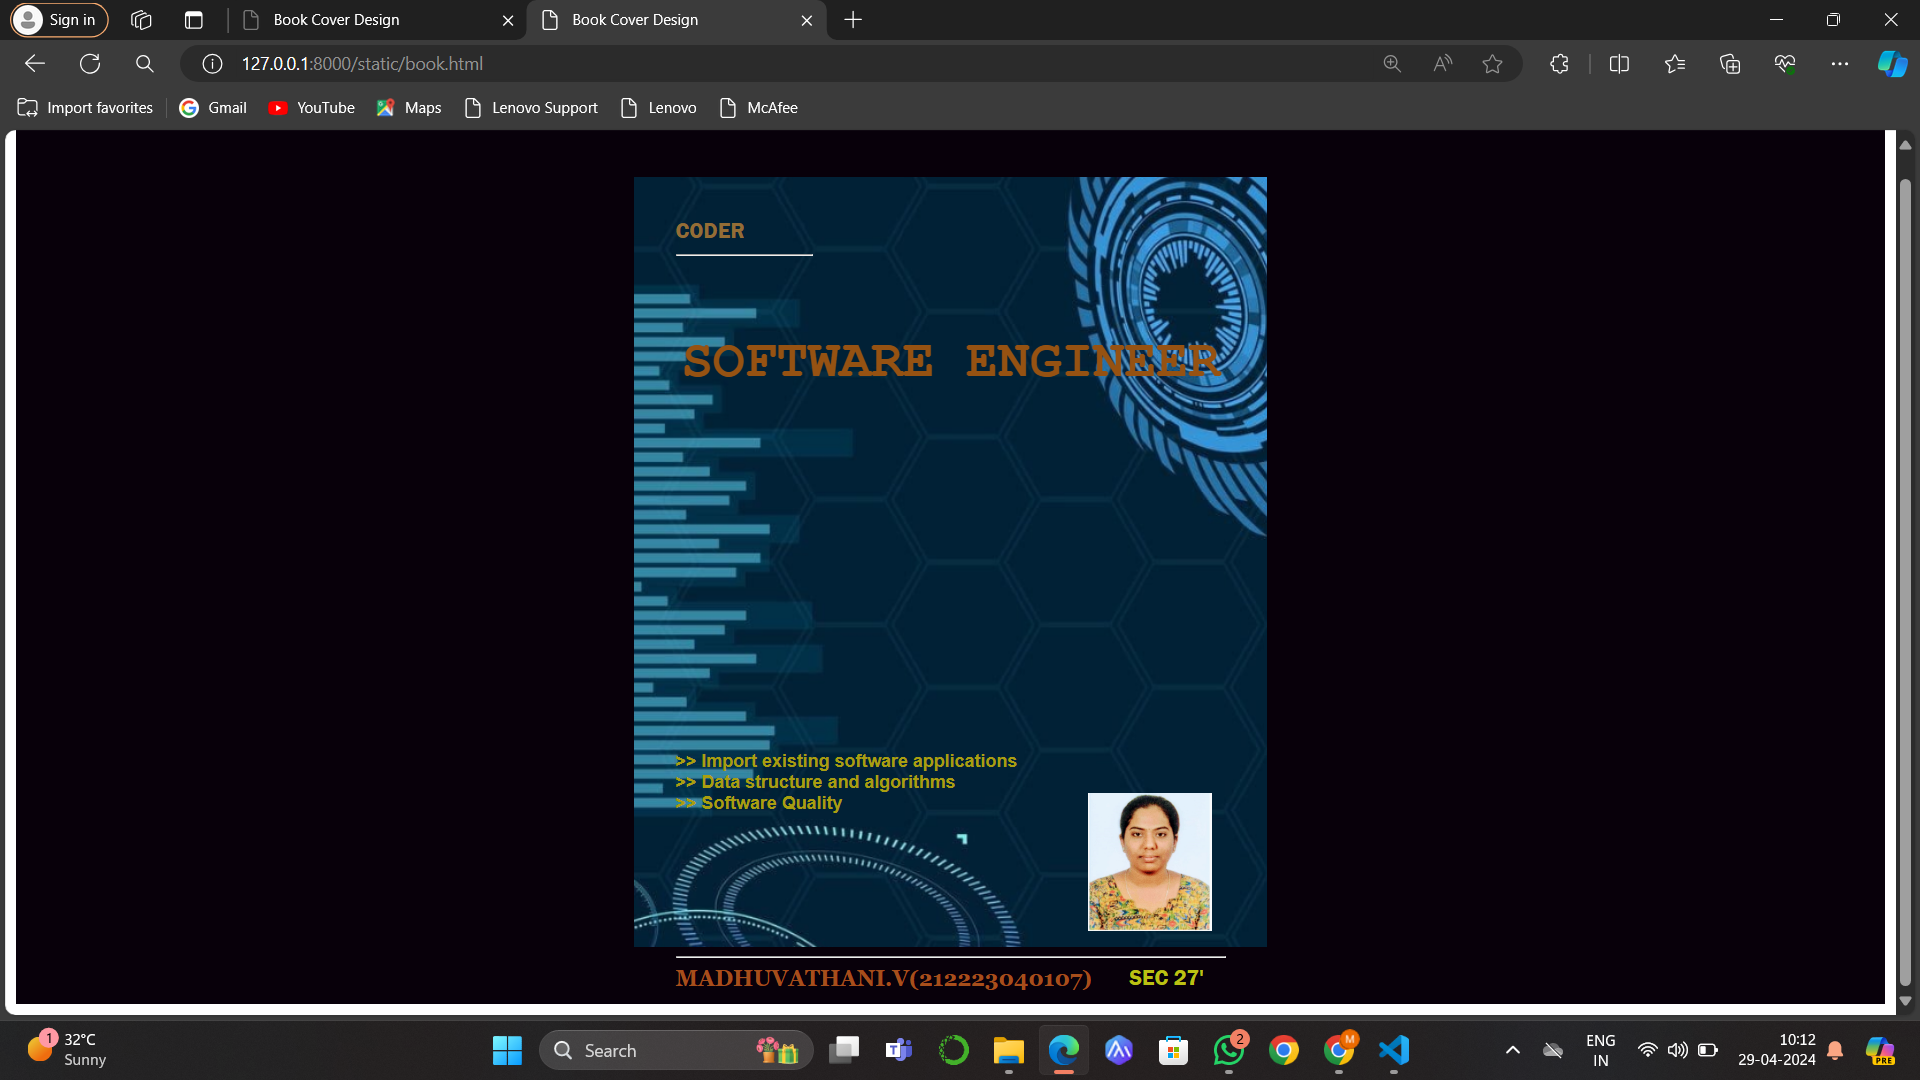 Sign in
Book Cover Design
Book Cover Design
127.0.0.1:8000/static/book.html
Import favorites
Gmail
YouTube
Maps
Lenovo Support
Lenovo
McAfee
CODER
SOFTWARE ENGINEER
>> Import existing software applications
>> Data structure and algorithms
>> Software Quality
MADHUVATHANI.V(212223040107) SEC 27'
1
32°C
Sunny
Search
2
M
ENG
IN
10:12
29-04-2024
PRE